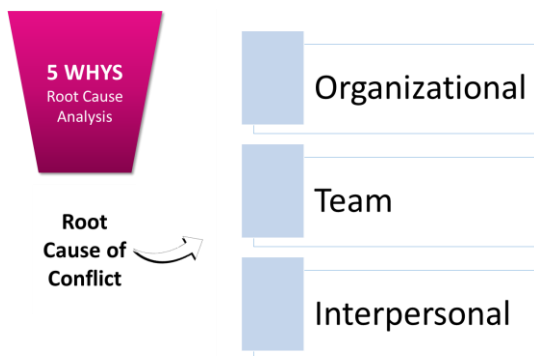 5 WHYS
Root Cause
Analysis
Root
Cause of
Conflict
Organizational
Team
Interpersonal